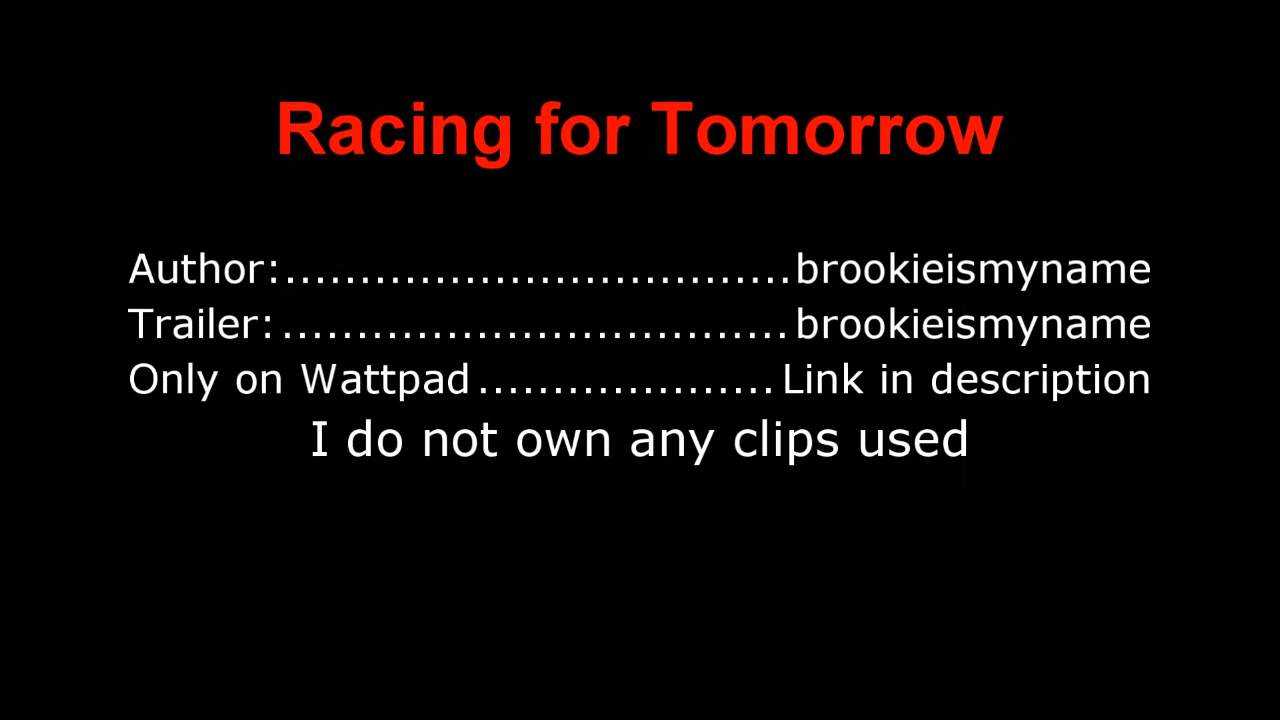 Racing for Tomorrow
Author:..................................brookieismyname
Trailer:..................................brookieismyname
Only on Wattpad....................Link in description
I do not own any clips used